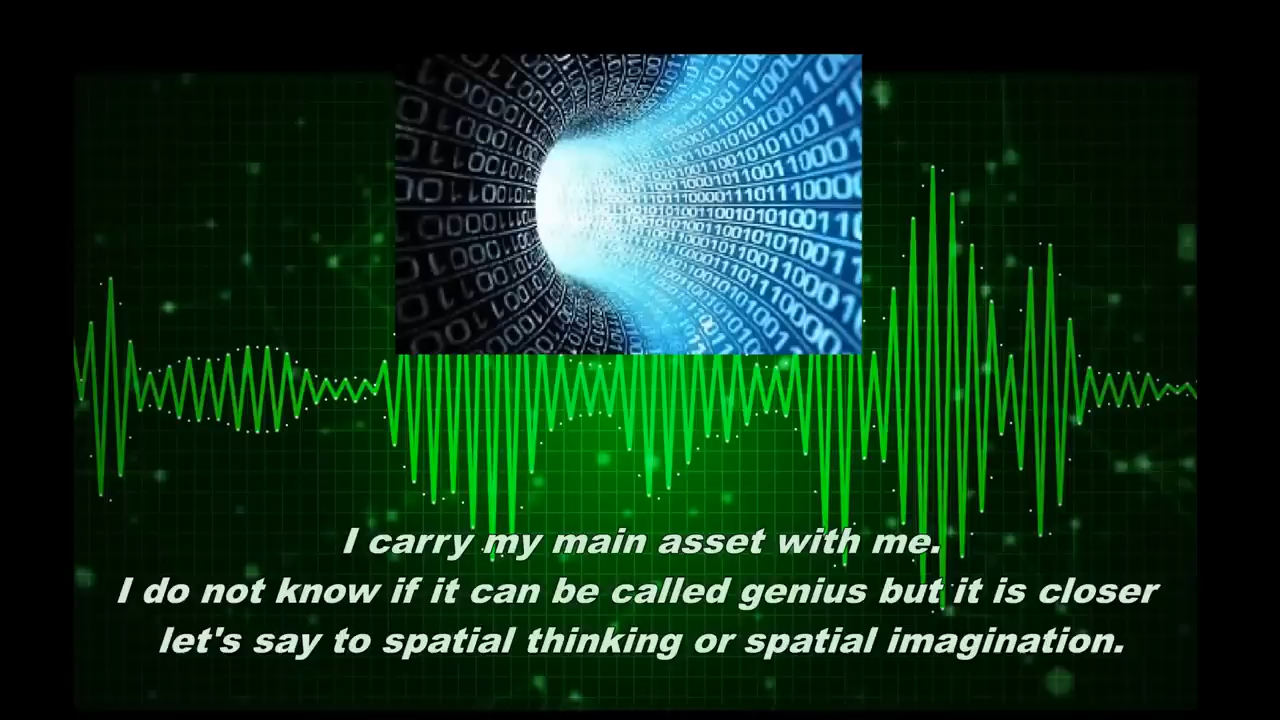 I carry my main asset with me.
I do not know if it can be called genius but it is closer
let's say to spatial thinking or spatial imagination.